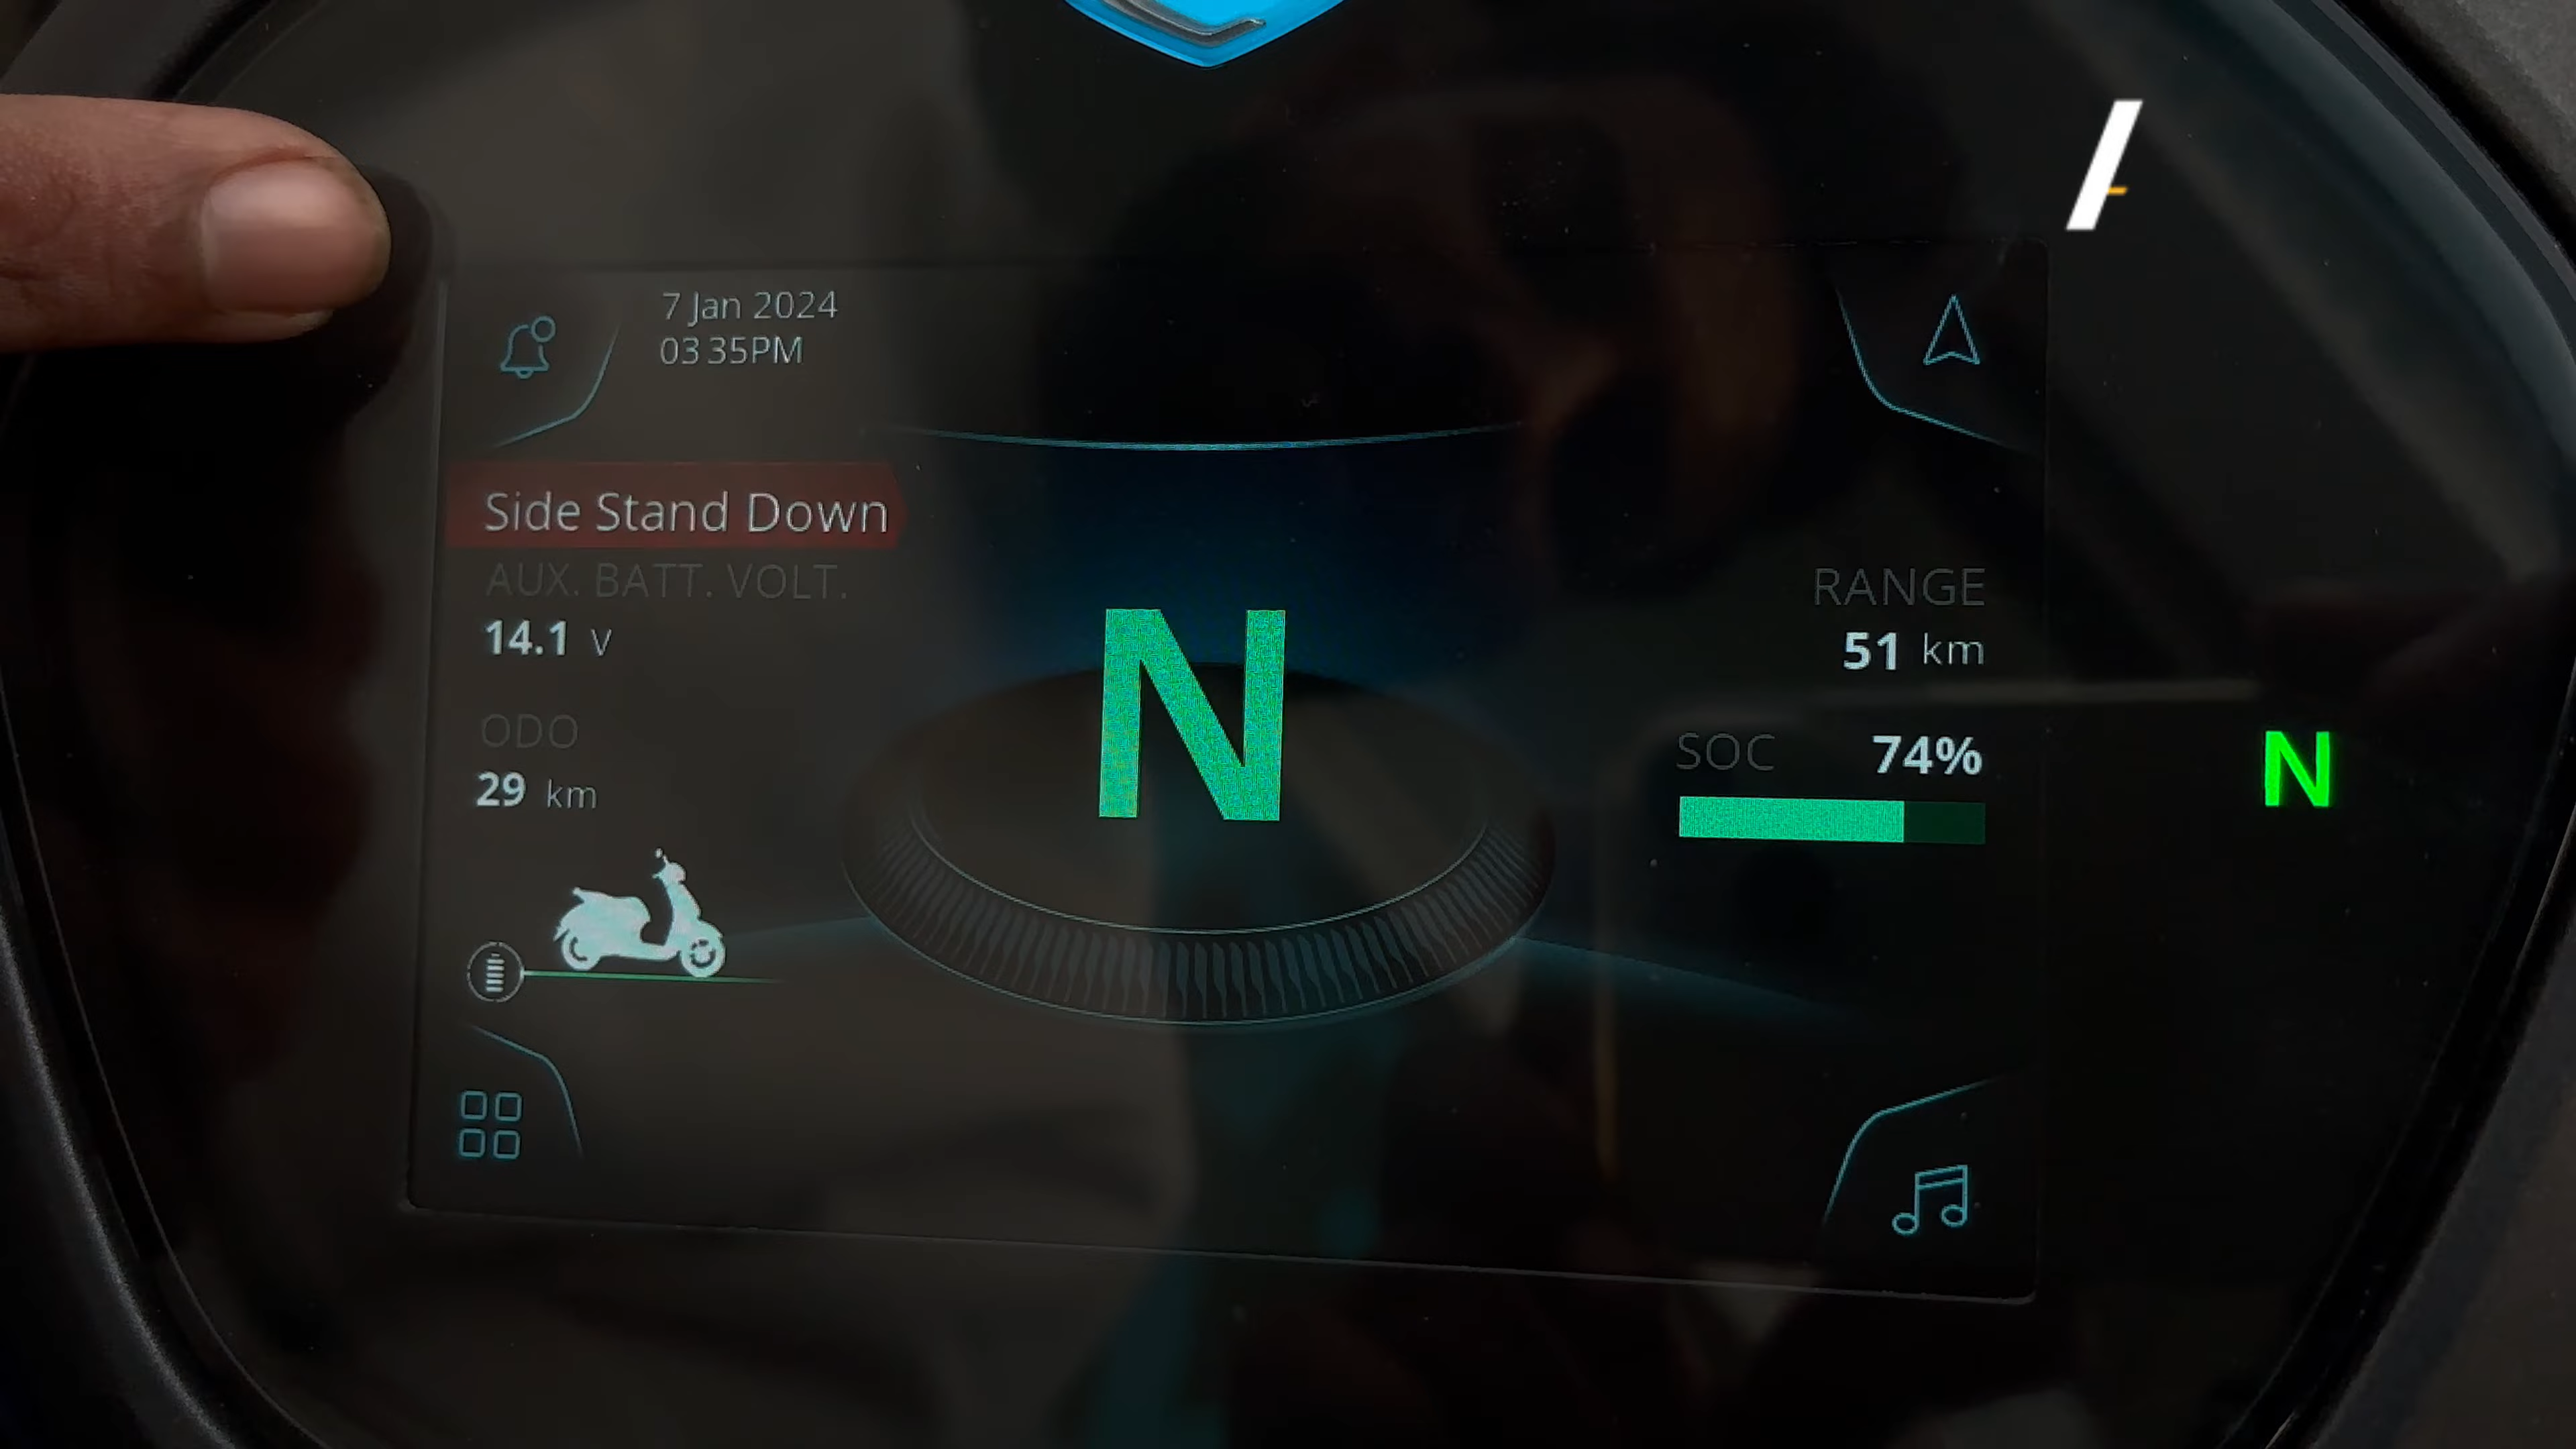 7 Jan 2024
03 35PM
Side Stand Down
AUX. BATT. VOLT.
14.1 V
ODO
29 km
N
RANGE
51 km
SOC 74%
N